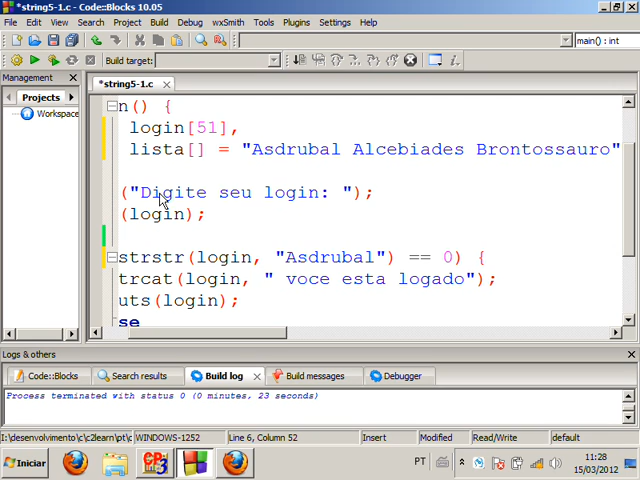 *string5-1.c - Code::Blocks 10.05
File Edit View Search Project Build Debug wxSmith Tools Plugins Settings Help
Build target: main() : int
Management
Projects
Workspace
*string5-1.c
n() {
login[51],
lista[] = "Asdrubal Alcebiades Brontossauro"
("Digite seu login: ");
(login);
strstr(login, "Asdrubal") == 0) {
trcat(login, " voce esta logado");
uts(login);
se
Logs & others
Code::Blocks Search results Build log Build messages Debugger
Process terminated with status 0 (0 minutes, 23 seconds)
I:\desenvolvimento\c\c2learn\pt\c WINDOWS-1252 Line 6, Column 52 Insert Modified Read/Write default
Iniciar PT 11:28
15/03/2012